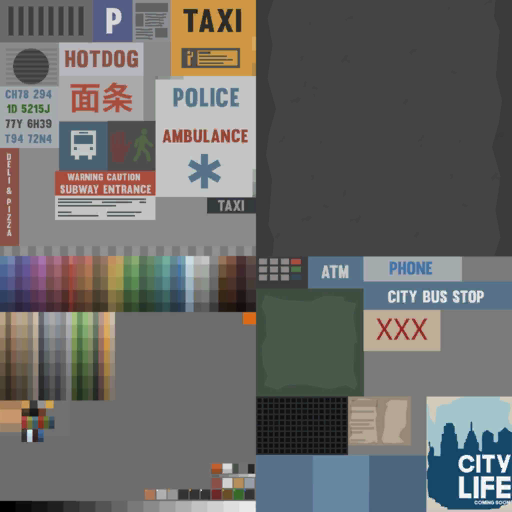 P
TAXI
HOTDOG
面条
CH78 294
1D 5215J
77Y 6H39
T94 72N4
POLICE
AMBULANCE
DELI & PIZZA
WARNING CAUTION
SUBWAY ENTRANCE
TAXI
ATM
PHONE
CITY BUS STOP
XXX
CITY
LIFE
COMING SOON